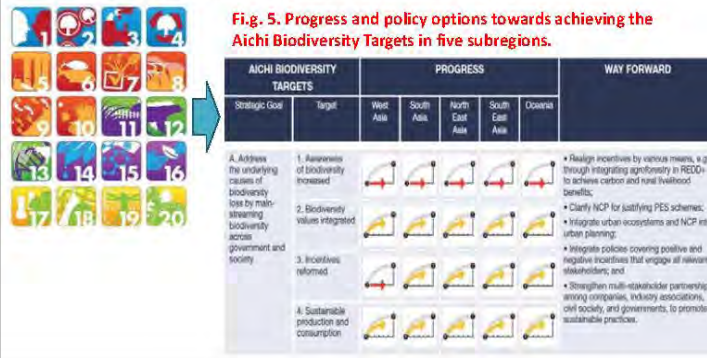 1 2 3 4
5 6 7 8
9 10 11 12
13 14 15 16
17 18 19 20
Fi.g. 5. Progress and policy options towards achieving the
Aichi Biodiversity Targets in five subregions.
AICHI BIODIVERSITY
TARGETS
PROGRESS
WAY FORWARD
Strategic Goal
Target
West
Asia
South
Asia
North
East
Asia
South
East
Asia
Oceania
A. Address
the underlying
causes of
biodiversity
loss by main-
streaming
biodiversity
across
government and
society
1. Awareness
of biodiversity
increased
2. Biodiversity
values integrated
3. Incentives
reformed
4. Sustainable
production and
consumption
• Realign incentives by various means, e.g
through integrating agroforestry in REDD+
to achieve carbon and rural livelihood
benefits;
• Clarify NCP for justifying PES schemes;
• Integrate urban ecosystems and NCP int
urban planning;
• Integrate policies covering positive and
negative incentives that engage all relevan
stakeholders; and
• Strengthen multi-stakeholder partnership
among companies, industry associations,
civil society, and governments, to promote
sustainable practices.